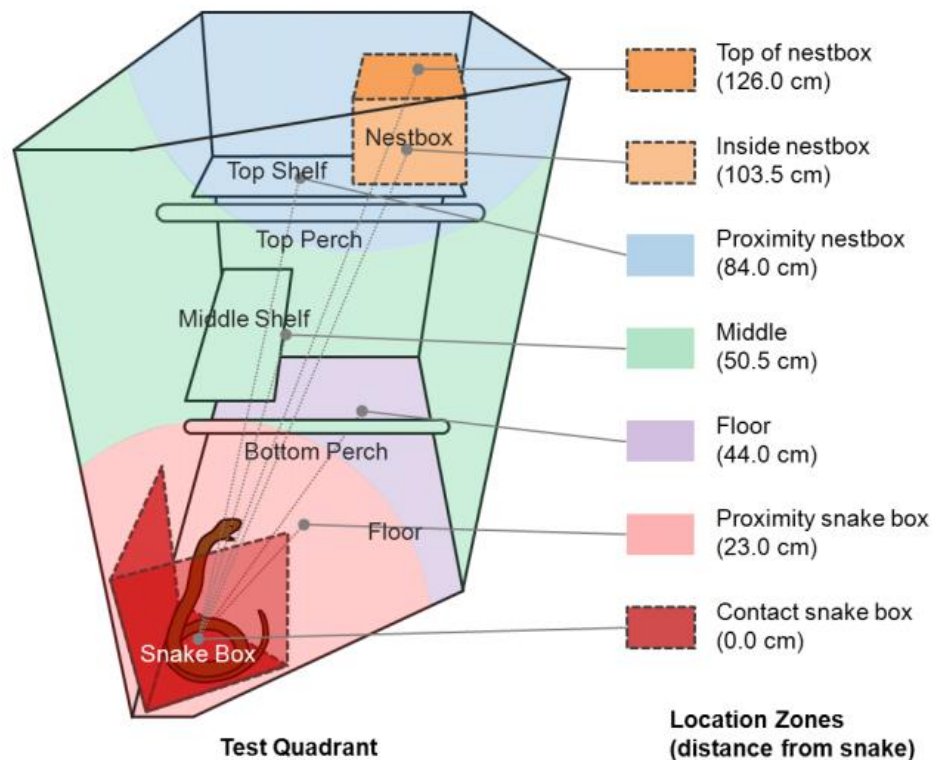 Nestbox
Top Shelf
Top Perch
Middle Shelf
Bottom Perch
Floor
Snake Box
Test Quadrant
Top of nestbox
(126.0 cm)
Inside nestbox
(103.5 cm)
Proximity nestbox
(84.0 cm)
Middle
(50.5 cm)
Floor
(44.0 cm)
Proximity snake box
(23.0 cm)
Contact snake box
(0.0 cm)
Location Zones
(distance from snake)